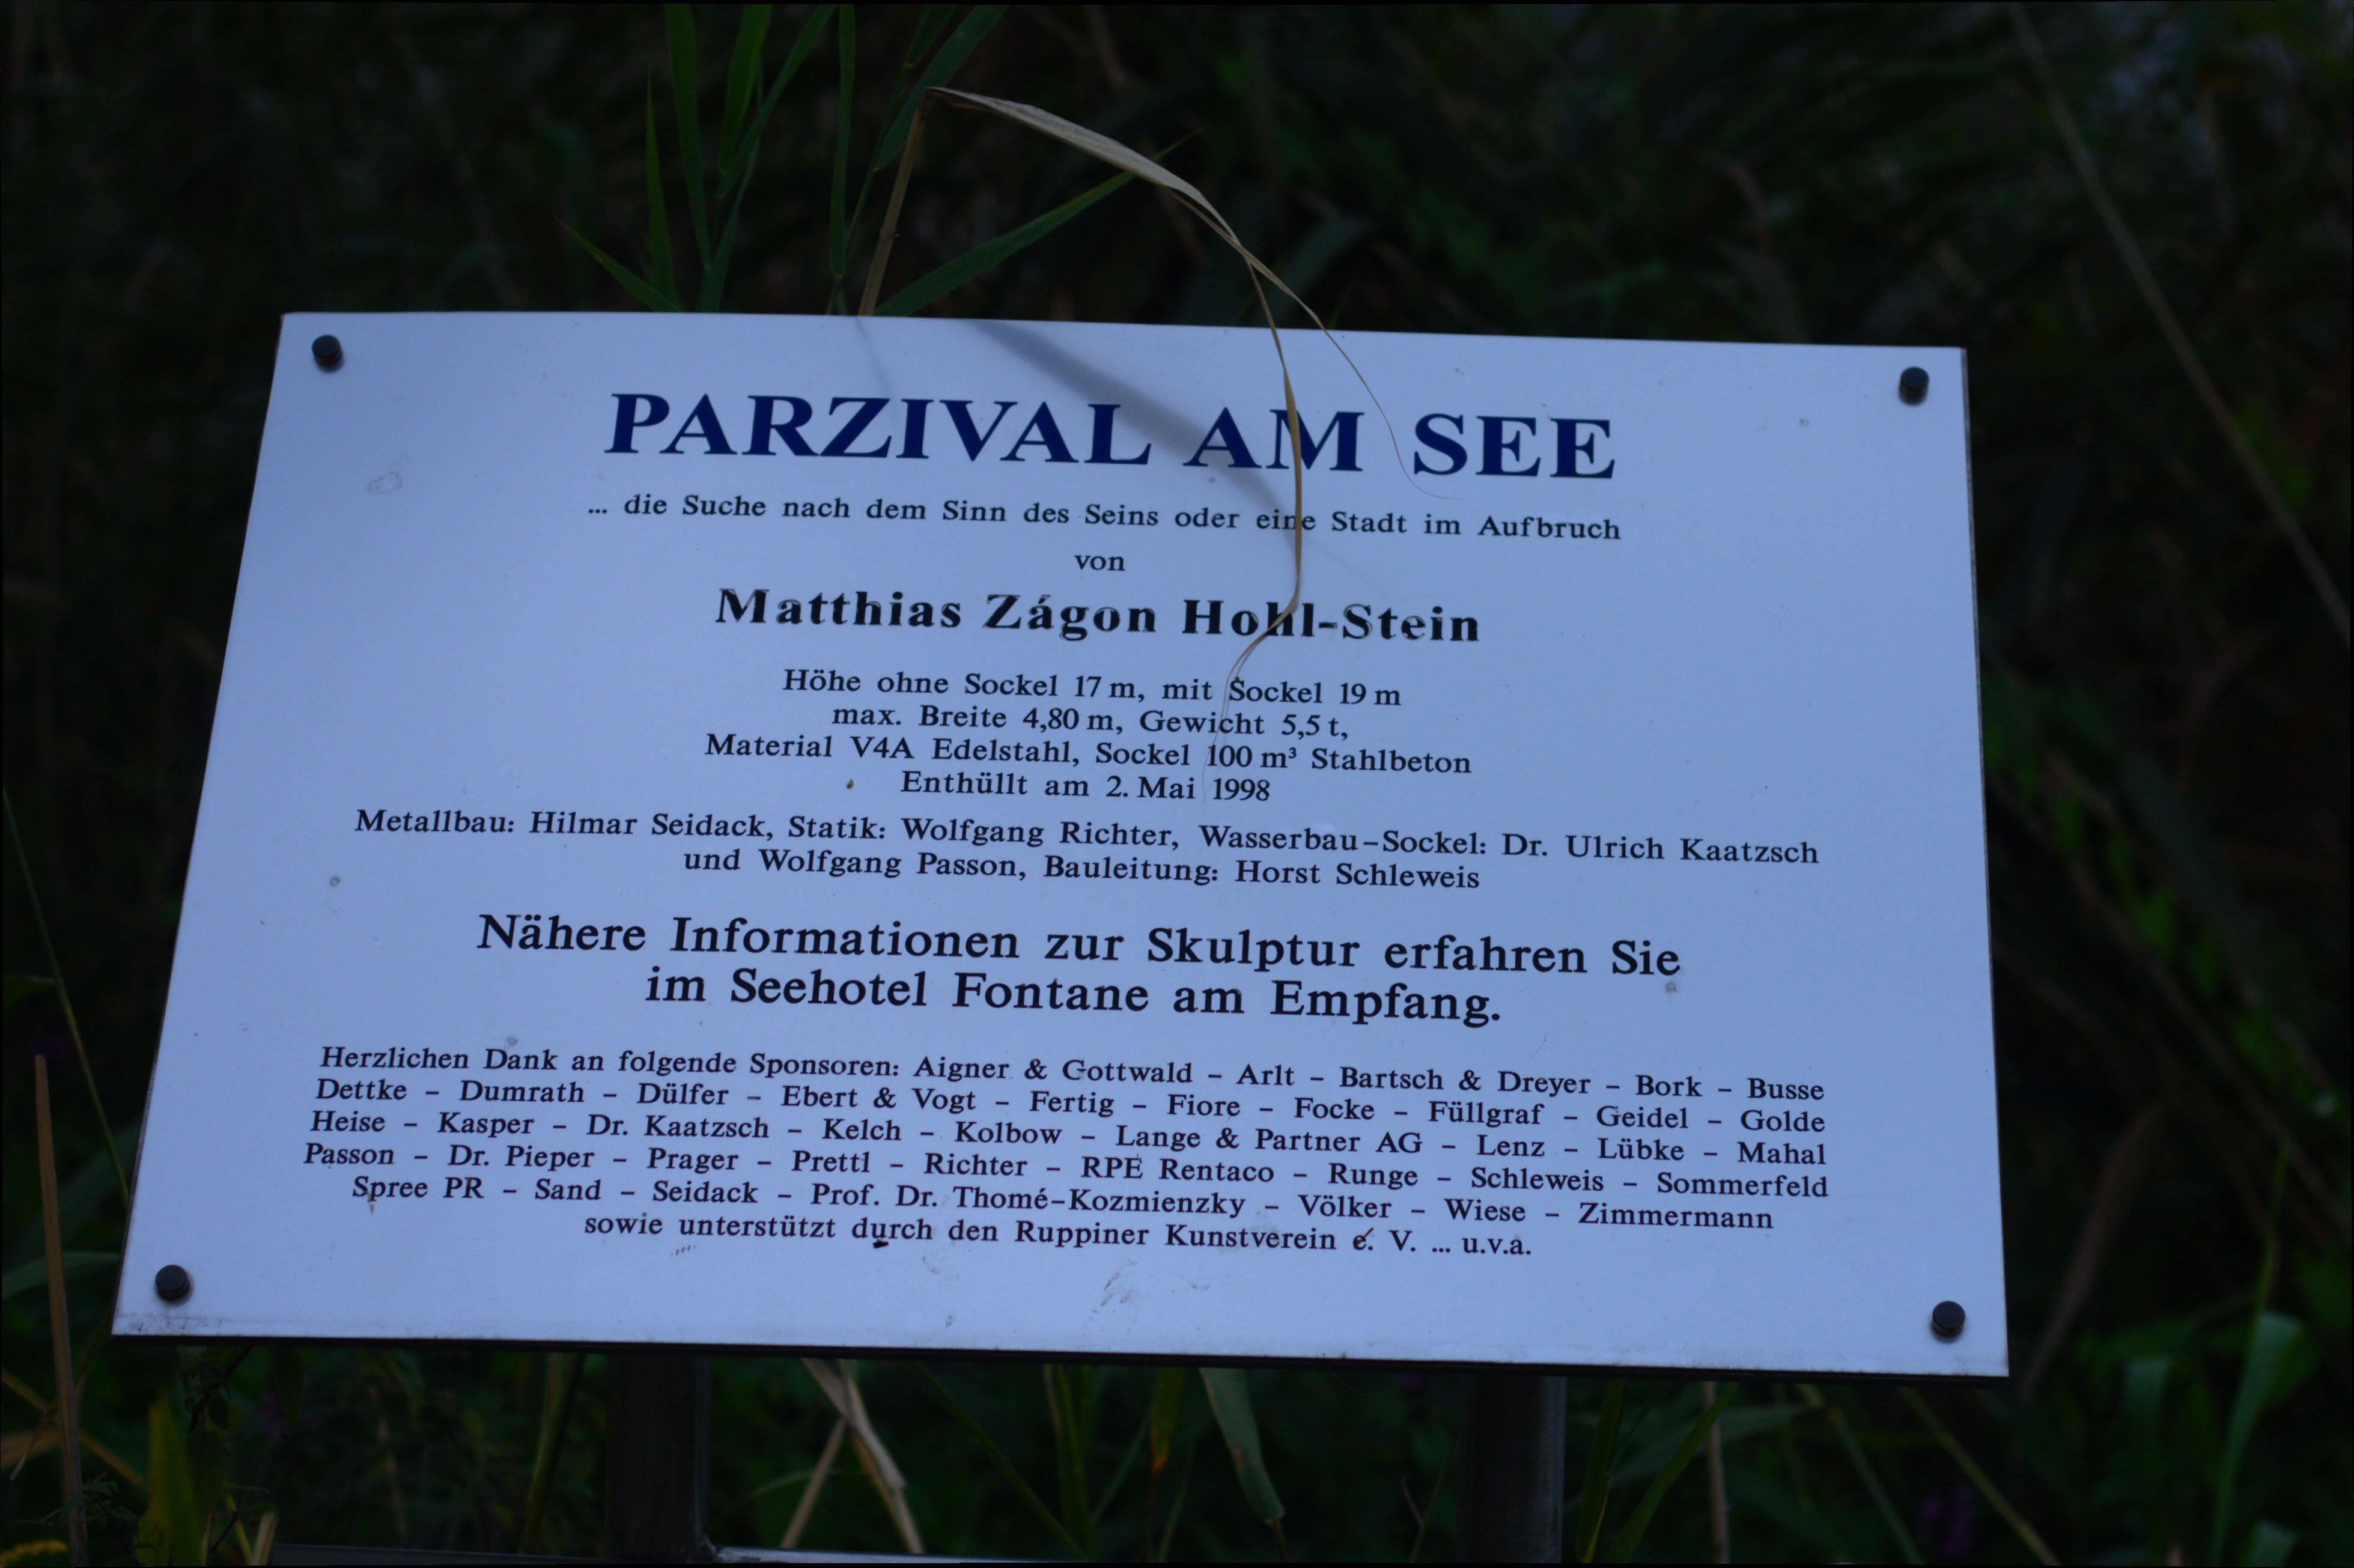 PARZIVAL AM SEE
... die Suche nach dem Sinn des Seins oder eine Stadt im Aufbruch
von
Matthias Zágon Hohl-Stein
Höhe ohne Sockel 17 m, mit Sockel 19 m
max. Breite 4,80 m, Gewicht 5,5 t,
Material V4A Edelstahl, Sockel 100 m³ Stahlbeton
Enthüllt am 2. Mai 1998
Metallbau: Hilmar Seidack, Statik: Wolfgang Richter, Wasserbau-Sockel: Dr. Ulrich Kaatzsch
und Wolfgang Passon, Bauleitung: Horst Schleweis
Nähere Informationen zur Skulptur erfahren Sie
im Seehotel Fontane am Empfang.
Herzlichen Dank an folgende Sponsoren: Aigner & Gottwald – Arlt – Bartsch & Dreyer – Bork – Busse
Dettke – Dumrath – Dülfer – Ebert & Vogt – Fertig – Fiore – Focke – Füllgraf – Geidel – Golde
Heise – Kasper – Dr. Kaatzsch – Kelch – Kolbow – Lange & Partner AG – Lenz – Lübke – Mahal
Passon – Dr. Pieper – Prager – Prettl – Richter – RPE Rentaco – Runge – Schleweis – Sommerfeld
Spree PR – Sand – Seidack – Prof. Dr. Thomé-Kozmienzky – Völker – Wiese – Zimmermann
sowie unterstützt durch den Ruppiner Kunstverein e. V. ... u.v.a.